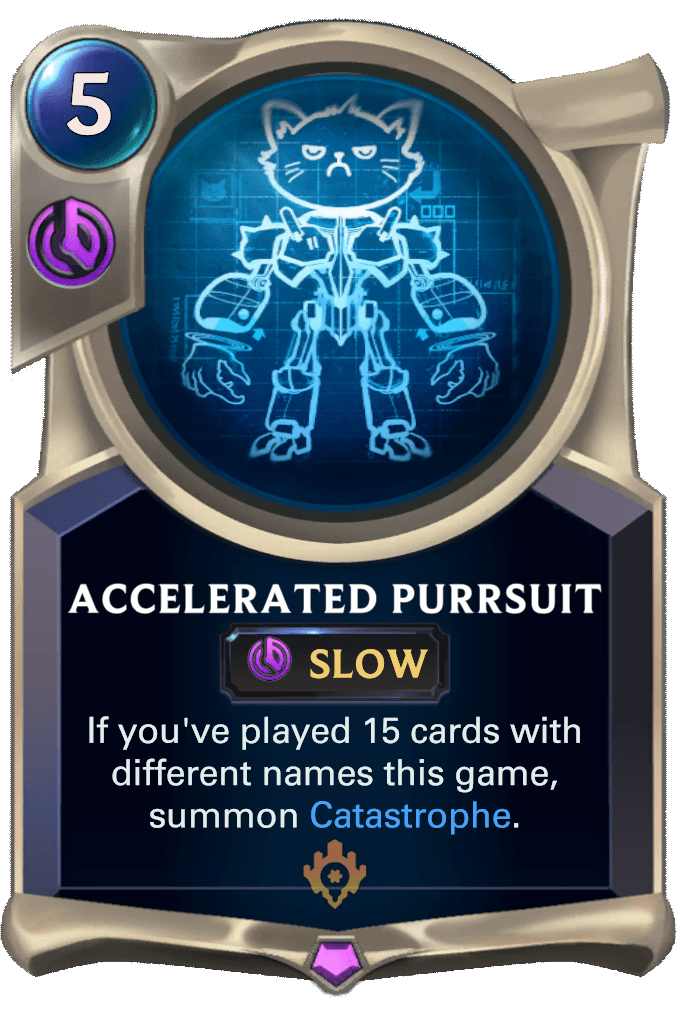 5
ACCELERATED PURRSUIT
SLOW
If you've played 15 cards with
different names this game,
summon Catastrophe.